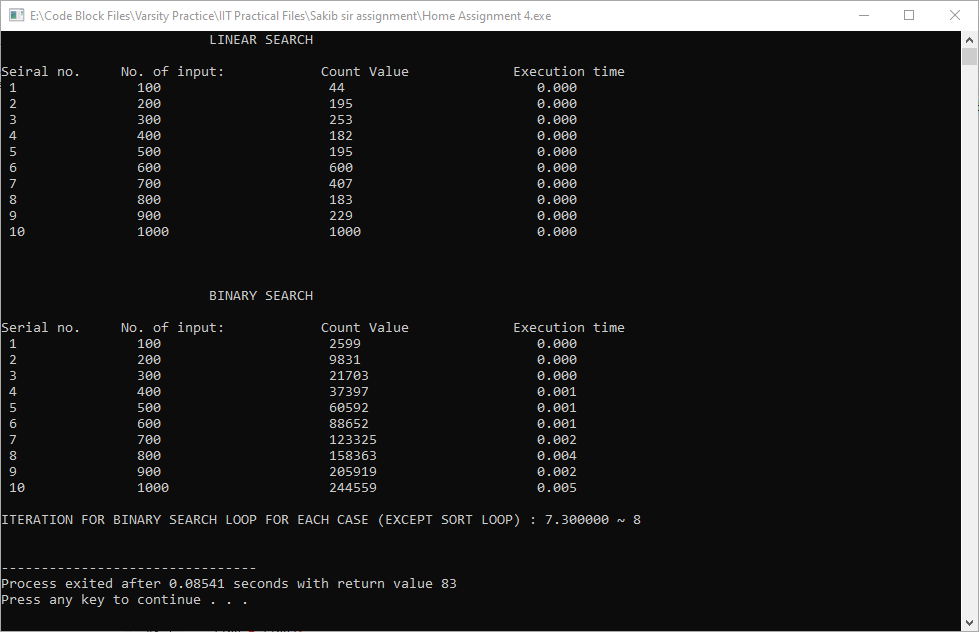 E:\Code Block Files\Varsity Practice\IIT Practical Files\Sakib sir assignment\Home Assignment 4.exe
LINEAR SEARCH
Seiral no. No. of input: Count Value Execution time
1 100 44 0.000
2 200 195 0.000
3 300 253 0.000
4 400 182 0.000
5 500 195 0.000
6 600 600 0.000
7 700 407 0.000
8 800 183 0.000
9 900 229 0.000
10 1000 1000 0.000
BINARY SEARCH
Serial no. No. of input: Count Value Execution time
1 100 2599 0.000
2 200 9831 0.000
3 300 21703 0.000
4 400 37397 0.001
5 500 60592 0.001
6 600 88652 0.001
7 700 123325 0.002
8 800 158363 0.004
9 900 205919 0.002
10 1000 244559 0.005
ITERATION FOR BINARY SEARCH LOOP FOR EACH CASE (EXCEPT SORT LOOP) : 7.300000 ~ 8
--------------------------------
Process exited after 0.08541 seconds with return value 83
Press any key to continue . . .